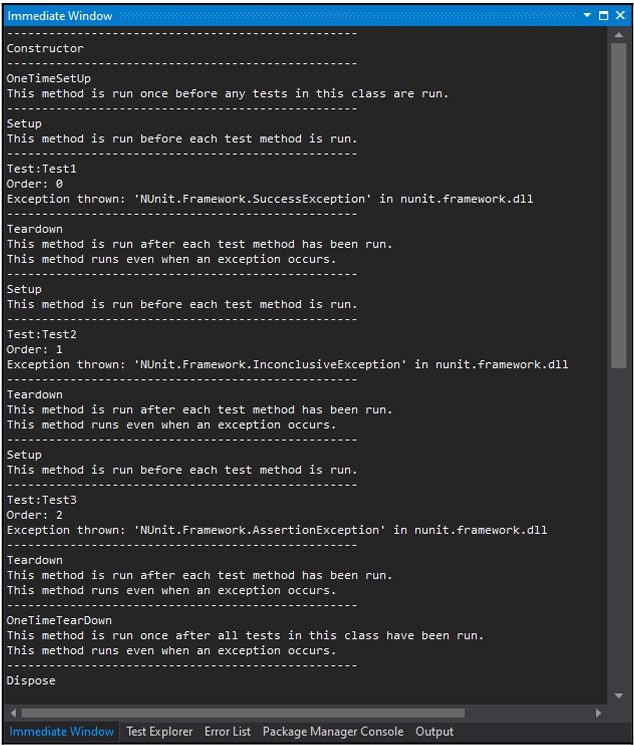 Immediate Window
--------------------------------------------------
Constructor
--------------------------------------------------
OneTimeSetUp
This method is run once before any tests in this class are run.
--------------------------------------------------
Setup
This method is run before each test method is run.
--------------------------------------------------
Test:Test1
Order: 0
Exception thrown: 'NUnit.Framework.SuccessException' in nunit.framework.dll
--------------------------------------------------
Teardown
This method is run after each test method has been run.
This method runs even when an exception occurs.
--------------------------------------------------
Setup
This method is run before each test method is run.
--------------------------------------------------
Test:Test2
Order: 1
Exception thrown: 'NUnit.Framework.InconclusiveException' in nunit.framework.dll
--------------------------------------------------
Teardown
This method is run after each test method has been run.
This method runs even when an exception occurs.
--------------------------------------------------
Setup
This method is run before each test method is run.
--------------------------------------------------
Test:Test3
Order: 2
Exception thrown: 'NUnit.Framework.AssertionException' in nunit.framework.dll
--------------------------------------------------
Teardown
This method is run after each test method has been run.
This method runs even when an exception occurs.
--------------------------------------------------
OneTimeTearDown
This method is run once after all tests in this class have been run.
This method runs even when an exception occurs.
--------------------------------------------------
Dispose
Immediate Window Test Explorer Error List Package Manager Console Output